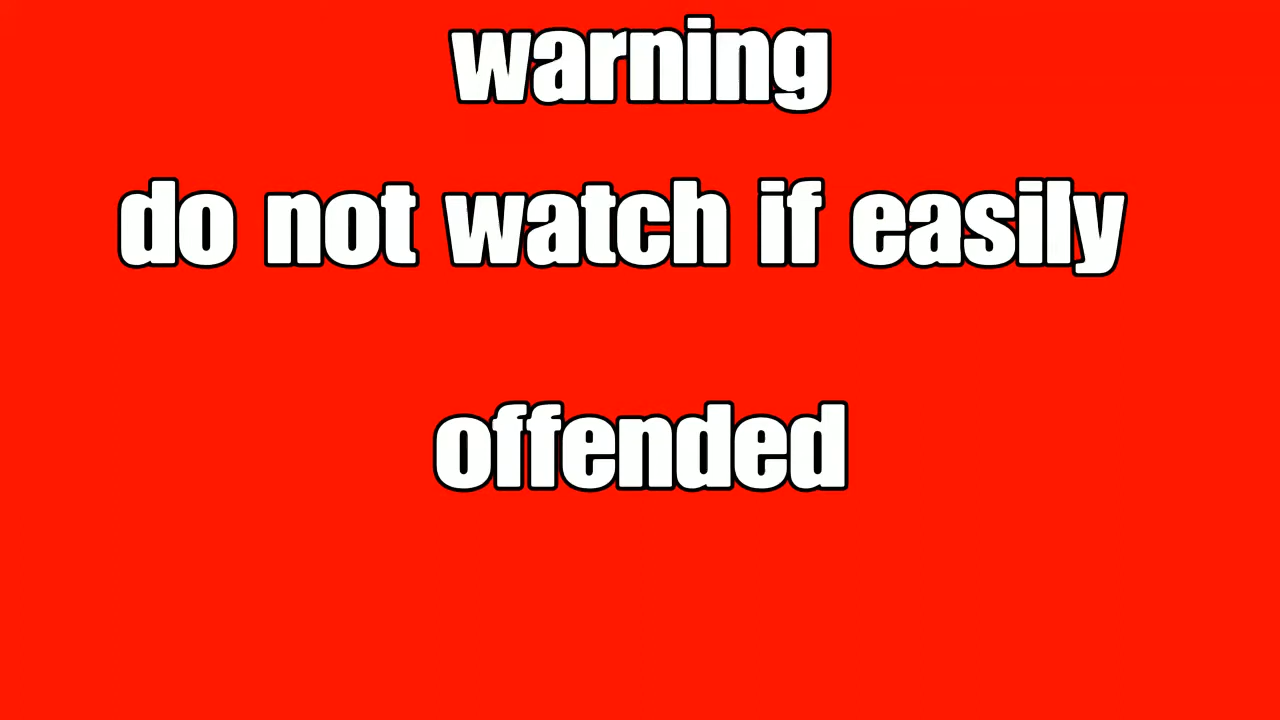 warning
do not watch if easily
offended